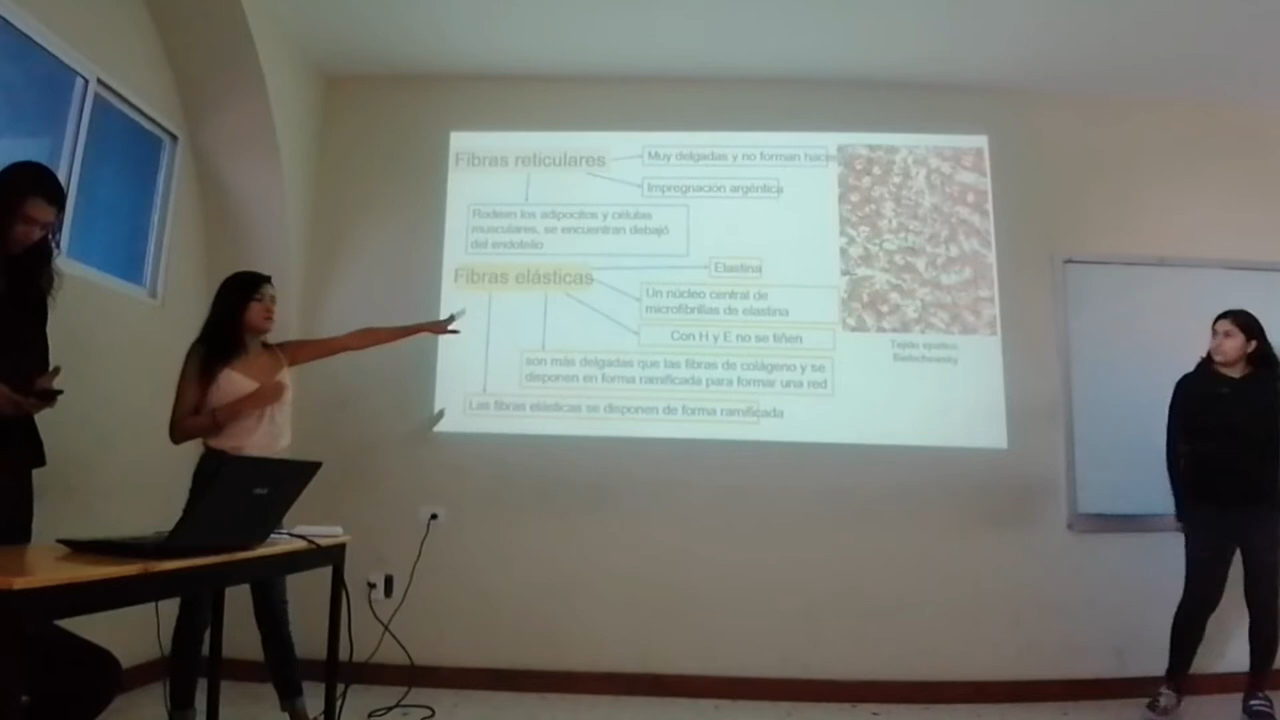 Fibras reticulares
Muy delgadas y no forman haces
Impregnación argéntica
Rodean los adipocitos y células
musculares, se encuentran debajo
del endotelio
Fibras elásticas
Elastina
Un núcleo central de
microfibrillas de elastina
Con H y E no se tiñen
son más delgadas que las fibras de colágeno y se
disponen en forma ramificada para formar una red
Las fibras elásticas se disponen de forma ramificada
Tejido